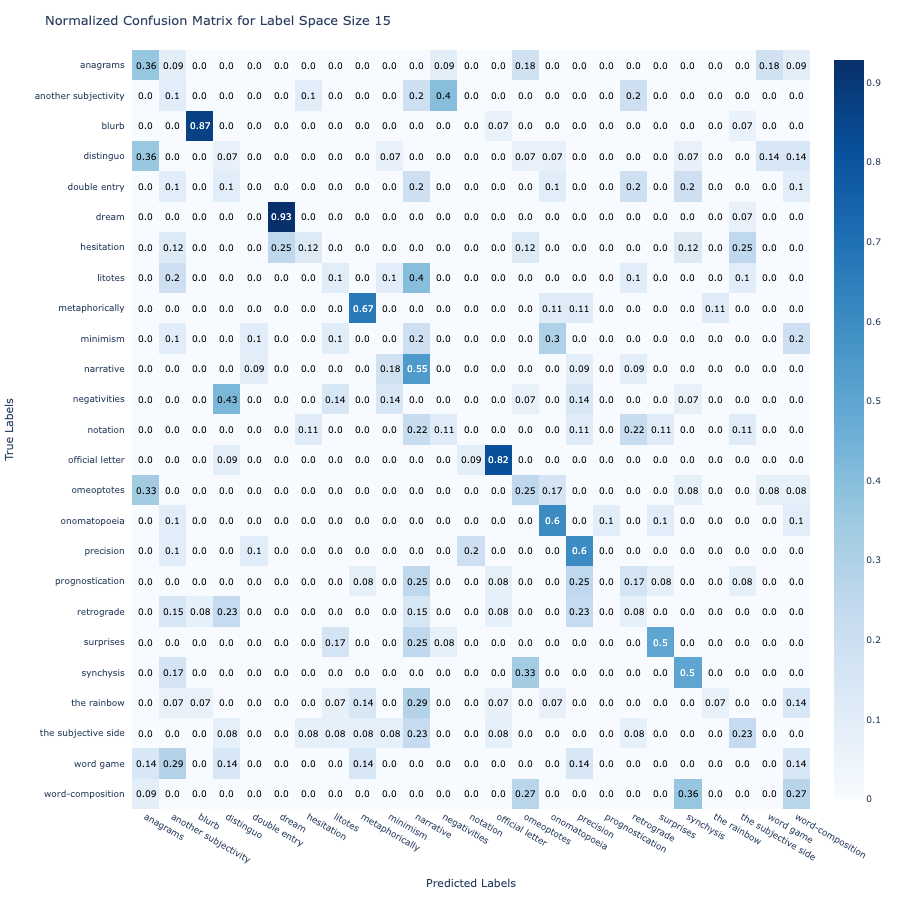 Normalized Confusion Matrix for Label Space Size 15
anagrams 0.36 0.09 0.0 0.0 0.0 0.0 0.0 0.0 0.0 0.0 0.0 0.09 0.0 0.0 0.18 0.0 0.0 0.0 0.0 0.0 0.0 0.0 0.0 0.18 0.09
another subjectivity 0.0 0.1 0.0 0.0 0.0 0.0 0.1 0.0 0.0 0.0 0.2 0.4 0.0 0.0 0.0 0.0 0.0 0.0 0.2 0.0 0.0 0.0 0.0 0.0 0.0
blurb 0.0 0.0 0.87 0.0 0.0 0.0 0.0 0.0 0.0 0.0 0.0 0.0 0.0 0.07 0.0 0.0 0.0 0.0 0.0 0.0 0.0 0.0 0.07 0.0 0.0
distinguo 0.36 0.0 0.0 0.07 0.0 0.0 0.0 0.0 0.0 0.07 0.0 0.0 0.0 0.0 0.07 0.07 0.0 0.0 0.0 0.0 0.07 0.0 0.0 0.14 0.14
double entry 0.0 0.1 0.0 0.1 0.0 0.0 0.0 0.0 0.0 0.0 0.2 0.0 0.0 0.0 0.0 0.1 0.0 0.0 0.2 0.0 0.2 0.0 0.0 0.0 0.1
dream 0.0 0.0 0.0 0.0 0.0 0.93 0.0 0.0 0.0 0.0 0.0 0.0 0.0 0.0 0.0 0.0 0.0 0.0 0.0 0.0 0.0 0.0 0.07 0.0 0.0
hesitation 0.0 0.12 0.0 0.0 0.0 0.25 0.12 0.0 0.0 0.0 0.0 0.0 0.0 0.0 0.12 0.0 0.0 0.0 0.0 0.0 0.12 0.0 0.25 0.0 0.0
litotes 0.0 0.2 0.0 0.0 0.0 0.0 0.0 0.1 0.0 0.1 0.4 0.0 0.0 0.0 0.0 0.0 0.0 0.0 0.1 0.0 0.0 0.0 0.1 0.0 0.0
metaphorically 0.0 0.0 0.0 0.0 0.0 0.0 0.0 0.0 0.67 0.0 0.0 0.0 0.0 0.0 0.0 0.11 0.11 0.0 0.0 0.0 0.0 0.11 0.0 0.0 0.0
minimism 0.0 0.1 0.0 0.0 0.1 0.0 0.0 0.1 0.0 0.0 0.2 0.0 0.0 0.0 0.0 0.3 0.0 0.0 0.0 0.0 0.0 0.0 0.0 0.0 0.2
narrative 0.0 0.0 0.0 0.0 0.09 0.0 0.0 0.0 0.0 0.18 0.55 0.0 0.0 0.0 0.0 0.0 0.09 0.0 0.09 0.0 0.0 0.0 0.0 0.0 0.0
negativities 0.0 0.0 0.0 0.43 0.0 0.0 0.0 0.14 0.0 0.14 0.0 0.0 0.0 0.0 0.07 0.0 0.14 0.0 0.0 0.0 0.07 0.0 0.0 0.0 0.0
notation 0.0 0.0 0.0 0.0 0.0 0.0 0.11 0.0 0.0 0.0 0.22 0.11 0.0 0.0 0.0 0.0 0.11 0.0 0.22 0.11 0.0 0.0 0.11 0.0 0.0
official letter 0.0 0.0 0.0 0.09 0.0 0.0 0.0 0.0 0.0 0.0 0.0 0.0 0.09 0.82 0.0 0.0 0.0 0.0 0.0 0.0 0.0 0.0 0.0 0.0 0.0
omeoptotes 0.33 0.0 0.0 0.0 0.0 0.0 0.0 0.0 0.0 0.0 0.0 0.0 0.0 0.0 0.25 0.17 0.0 0.0 0.0 0.0 0.08 0.0 0.0 0.08 0.08
onomatopoeia 0.0 0.1 0.0 0.0 0.0 0.0 0.0 0.0 0.0 0.0 0.0 0.0 0.0 0.0 0.0 0.6 0.0 0.1 0.0 0.1 0.0 0.0 0.0 0.0 0.1
precision 0.0 0.1 0.0 0.0 0.1 0.0 0.0 0.0 0.0 0.0 0.0 0.0 0.2 0.0 0.0 0.0 0.6 0.0 0.0 0.0 0.0 0.0 0.0 0.0 0.0
prognostication 0.0 0.0 0.0 0.0 0.0 0.0 0.0 0.0 0.08 0.0 0.25 0.0 0.0 0.08 0.0 0.0 0.25 0.0 0.17 0.08 0.0 0.0 0.08 0.0 0.0
retrograde 0.0 0.15 0.08 0.23 0.0 0.0 0.0 0.0 0.0 0.0 0.15 0.0 0.0 0.08 0.0 0.0 0.23 0.0 0.08 0.0 0.0 0.0 0.0 0.0 0.0
surprises 0.0 0.0 0.0 0.0 0.0 0.0 0.0 0.17 0.0 0.0 0.25 0.08 0.0 0.0 0.0 0.0 0.0 0.0 0.0 0.5 0.0 0.0 0.0 0.0 0.0
synchysis 0.0 0.17 0.0 0.0 0.0 0.0 0.0 0.0 0.0 0.0 0.0 0.0 0.0 0.0 0.33 0.0 0.0 0.0 0.0 0.0 0.5 0.0 0.0 0.0 0.0
the rainbow 0.0 0.07 0.07 0.0 0.0 0.0 0.0 0.07 0.14 0.0 0.29 0.0 0.0 0.07 0.0 0.07 0.0 0.0 0.0 0.0 0.0 0.07 0.0 0.0 0.14
the subjective side 0.0 0.0 0.0 0.08 0.0 0.0 0.08 0.08 0.08 0.08 0.23 0.0 0.0 0.08 0.0 0.0 0.0 0.0 0.08 0.0 0.0 0.0 0.23 0.0 0.0
word game 0.14 0.29 0.0 0.14 0.0 0.0 0.0 0.0 0.14 0.0 0.0 0.0 0.0 0.0 0.0 0.0 0.14 0.0 0.0 0.0 0.0 0.0 0.0 0.0 0.14
word-composition 0.09 0.0 0.0 0.0 0.0 0.0 0.0 0.0 0.0 0.0 0.0 0.0 0.0 0.0 0.27 0.0 0.0 0.0 0.0 0.0 0.36 0.0 0.0 0.0 0.27
True Labels
anagrams
another subjectivity
blurb
distinguo
double entry
dream
hesitation
litotes
metaphorically
minimism
narrative
negativities
notation
official letter
omeoptotes
onomatopoeia
precision
prognostication
retrograde
surprises
synchysis
the rainbow
the subjective side
word game
word-composition
Predicted Labels
0.9
0.8
0.7
0.6
0.5
0.4
0.3
0.2
0.1
0